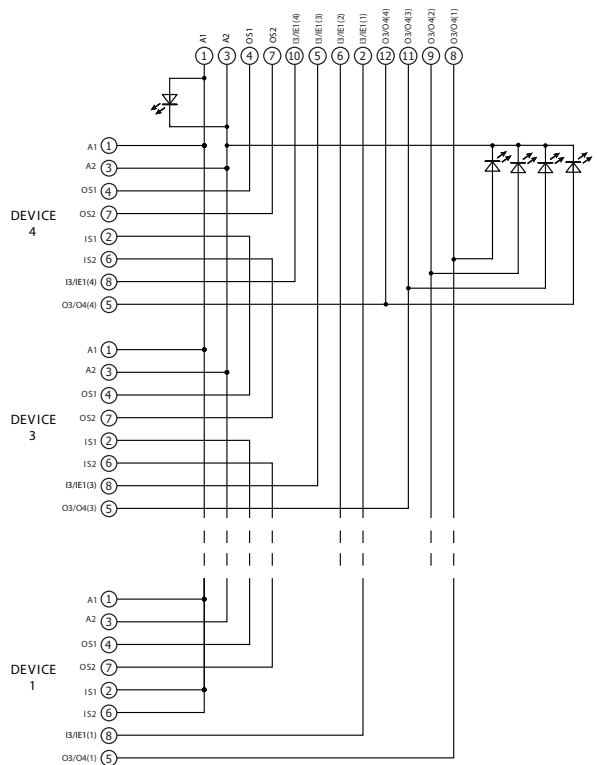 A1 A2 OS1 OS2 I3/IE1(4) I3/IE1(3) I3/IE1(2) I3/IE1(1) O3/O4(4) O3/O4(3) O3/O4(2) O3/O4(1)
1 3 4 7 10 5 6 2 12 11 9 8
A1 1
A2 3
OS1 4
DEVICE
4
OS2 7
IS1 2
IS2 6
I3/IE1(4) 8
O3/O4(4) 5
A1 1
A2 3
OS1 4
DEVICE
3
OS2 7
IS1 2
IS2 6
I3/IE1(3) 8
O3/O4(3) 5
A1 1
A2 3
OS1 4
DEVICE
1
OS2 7
IS1 2
IS2 6
I3/IE1(1) 8
O3/O4(1) 5